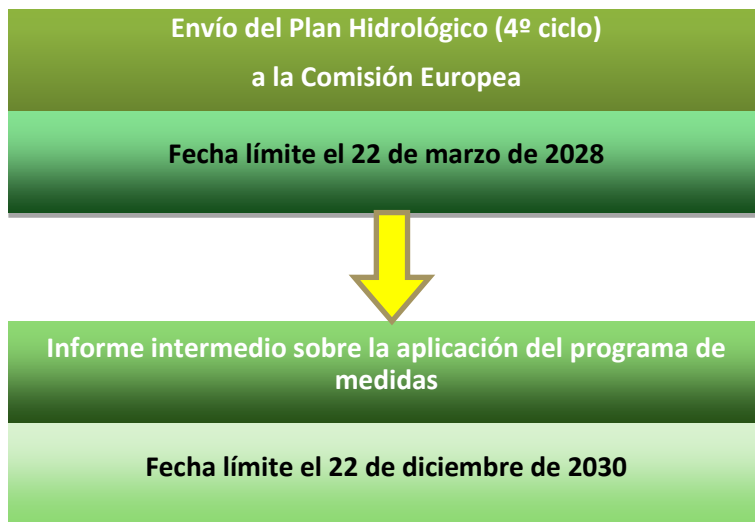 Envío del Plan Hidrológico (4º ciclo)
a la Comisión Europea
Fecha límite el 22 de marzo de 2028
Informe intermedio sobre la aplicación del programa de
medidas
Fecha límite el 22 de diciembre de 2030